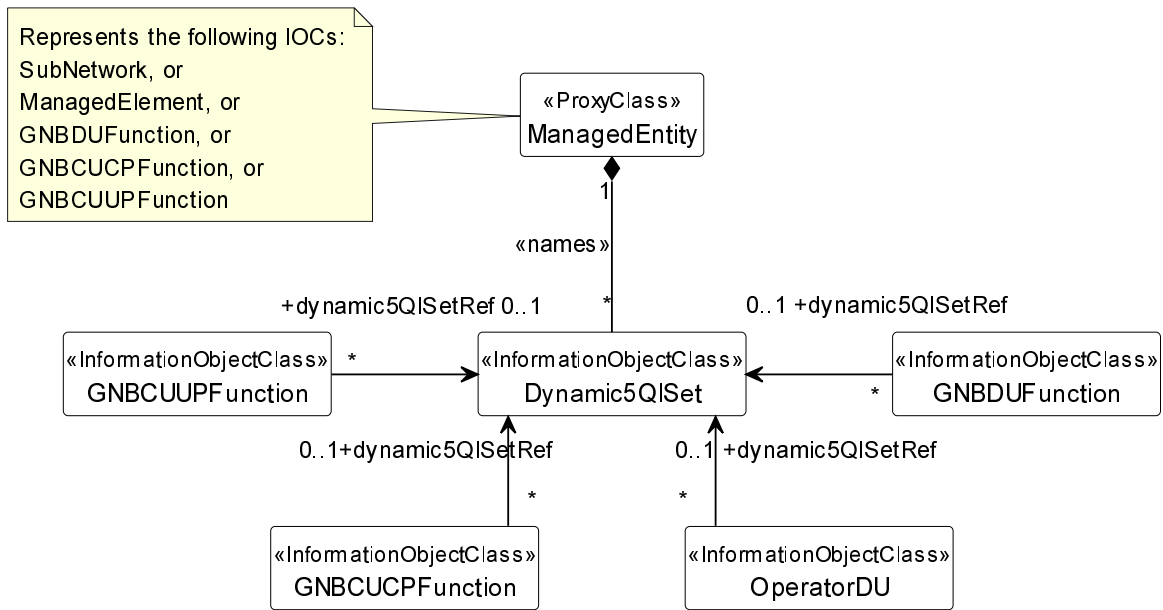 Represents the following IOCs:
SubNetwork, or
ManagedElement, or
GNBDUFunction, or
GNBCUCPFunction, or
GNBCUUPFunction
«ProxyClass»
ManagedEntity
1
«names»
+dynamic5QISetRef 0..1
*
0..1 +dynamic5QISetRef
«InformationObjectClass»
GNBCUUPFunction
*
«InformationObjectClass»
Dynamic5QISet
*
«InformationObjectClass»
GNBDUFunction
0..1+dynamic5QISetRef
0..1 +dynamic5QISetRef
*
*
«InformationObjectClass»
GNBCUCPFunction
«InformationObjectClass»
OperatorDU